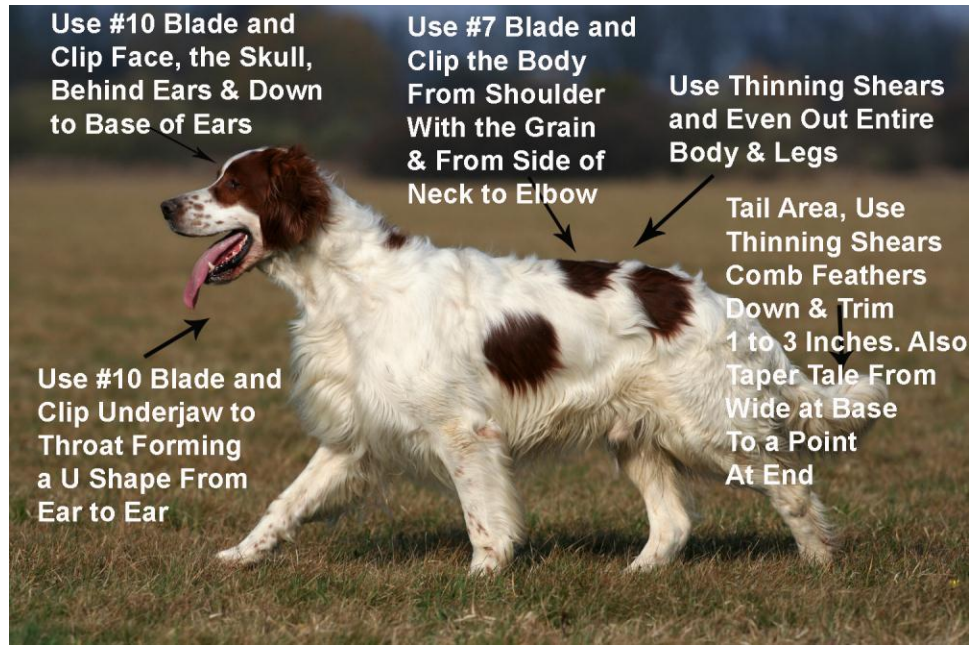 Use #10 Blade and
Clip Face, the Skull,
Behind Ears & Down
to Base of Ears
Use #7 Blade and
Clip the Body
From Shoulder
With the Grain
& From Side of
Neck to Elbow
Use Thinning Shears
and Even Out Entire
Body & Legs
Tail Area, Use
Thinning Shears
Comb Feathers
Down & Trim
1 to 3 Inches. Also
Taper Tale From
Wide at Base
To a Point
At End
Use #10 Blade and
Clip Underjaw to
Throat Forming
a U Shape From
Ear to Ear